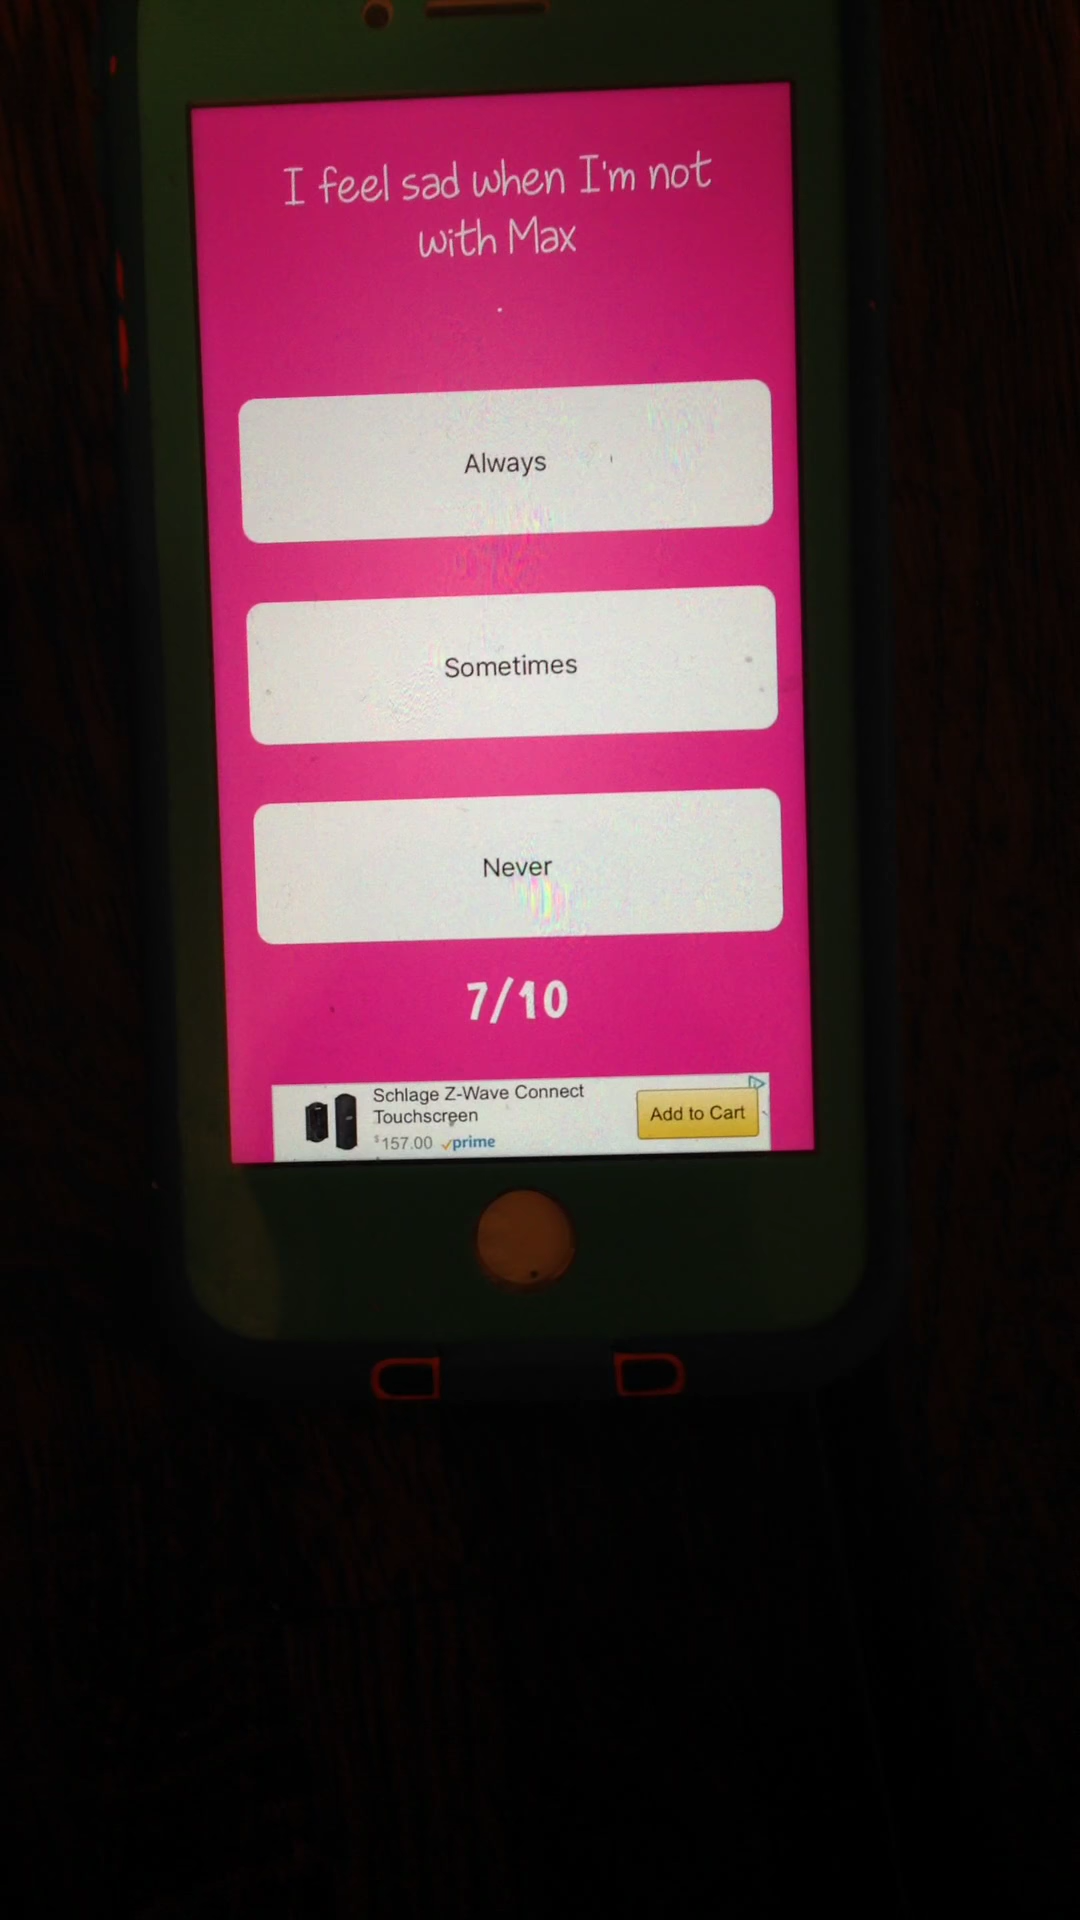 I feel sad when I'm not
with Max
.
Always
Sometimes
Never
7/10
Schlage Z-Wave Connect
Touchscreen
$157.00 prime
Add to Cart